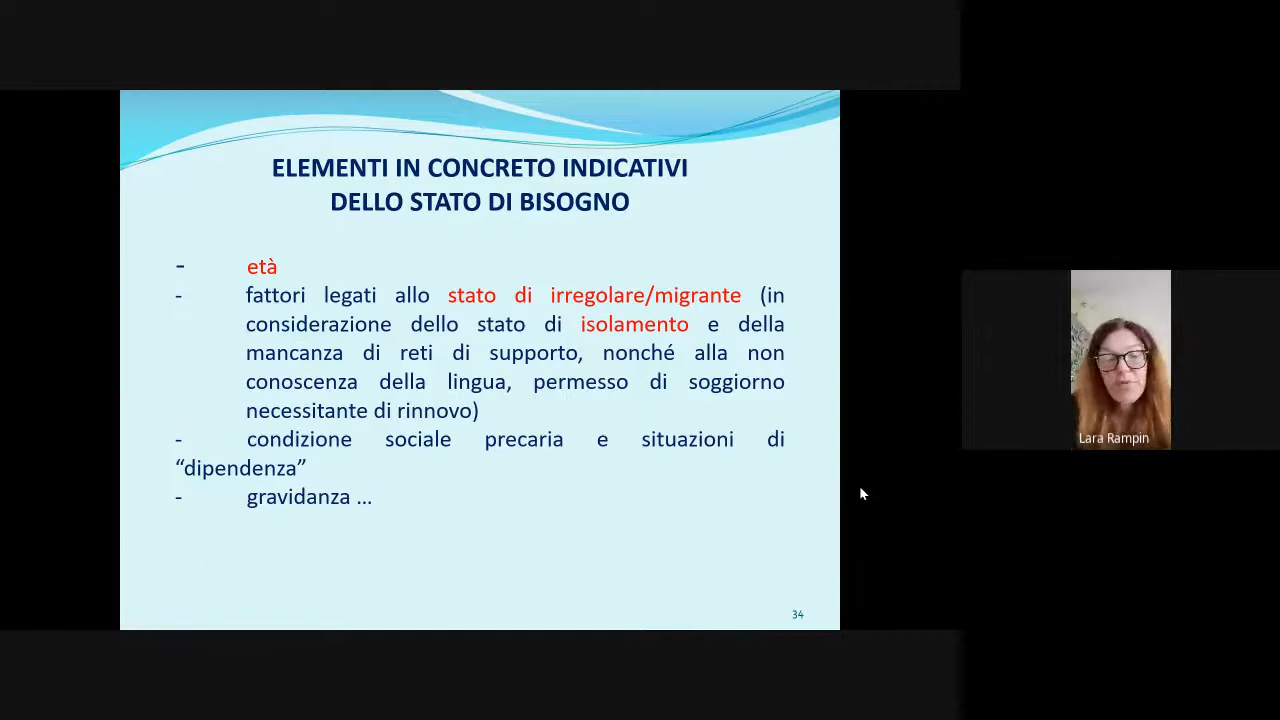 ELEMENTI IN CONCRETO INDICATIVI
DELLO STATO DI BISOGNO
- età
- fattori legati allo stato di irregolare/migrante (in
considerazione dello stato di isolamento e della
mancanza di reti di supporto, nonché alla non
conoscenza della lingua, permesso di soggiorno
necessitante di rinnovo)
- condizione sociale precaria e situazioni di
“dipendenza”
- gravidanza ...
34
Lara Rampin